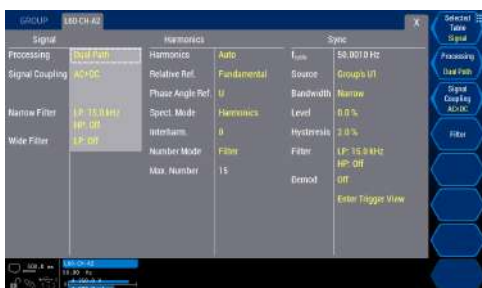 GROUP L60-CH-A2 X
Signal Harmonics Sync
Processing Dual Path Harmonics Auto 50.0010 Hz
Signal Coupling AC+DC Relative Ref. Fundamental Source Group1 U1
Phase Angle Ref. U Bandwidth Narrow
Narrow Filter LP: 15.0 kHz Spect. Mode Harmonics Level 0.0 %
HP: Off Interharm. 0 Hysteresis 2.0 %
Wide Filter LP: Off Number Mode Filter Filter LP: 15.0 kHz
HP: Off
Max. Number 15 Demod Off
Enter Trigger View
Selected Table
Signal
Processing
Dual Path
Signal Coupling
AC+DC
Filter
500.0 ms L60-CH-A2